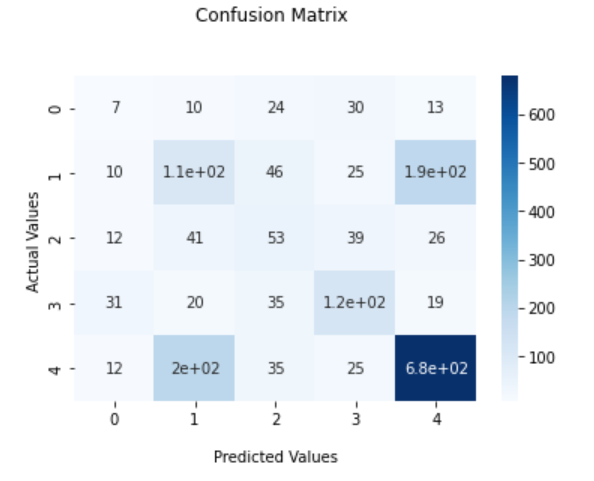 Confusion Matrix
0 7 10 24 30 13
1 10 1.1e+02 46 25 1.9e+02
2 12 41 53 39 26
3 31 20 35 1.2e+02 19
4 12 2e+02 35 25 6.8e+02
0 1 2 3 4
Predicted Values
Actual Values
600
500
400
300
200
100